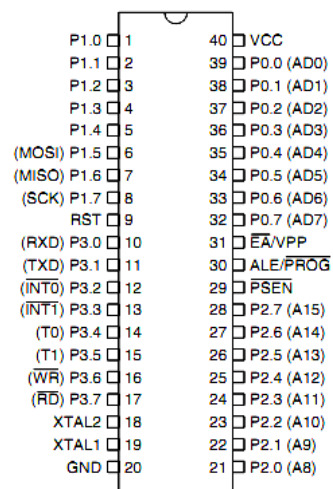 P1.0 1 40 VCC
P1.1 2 39 P0.0 (AD0)
P1.2 3 38 P0.1 (AD1)
P1.3 4 37 P0.2 (AD2)
P1.4 5 36 P0.3 (AD3)
(MOSI) P1.5 6 35 P0.4 (AD4)
(MISO) P1.6 7 34 P0.5 (AD5)
(SCK) P1.7 8 33 P0.6 (AD6)
RST 9 32 P0.7 (AD7)
(RXD) P3.0 10 31 E̅A̅/VPP
(TXD) P3.1 11 30 ALE/P̅R̅O̅G̅
(I̅N̅T̅0̅) P3.2 12 29 P̅S̅E̅N̅
(I̅N̅T̅1̅) P3.3 13 28 P2.7 (A15)
(T0) P3.4 14 27 P2.6 (A14)
(T1) P3.5 15 26 P2.5 (A13)
(W̅R̅) P3.6 16 25 P2.4 (A12)
(R̅D̅) P3.7 17 24 P2.3 (A11)
XTAL2 18 23 P2.2 (A10)
XTAL1 19 22 P2.1 (A9)
GND 20 21 P2.0 (A8)